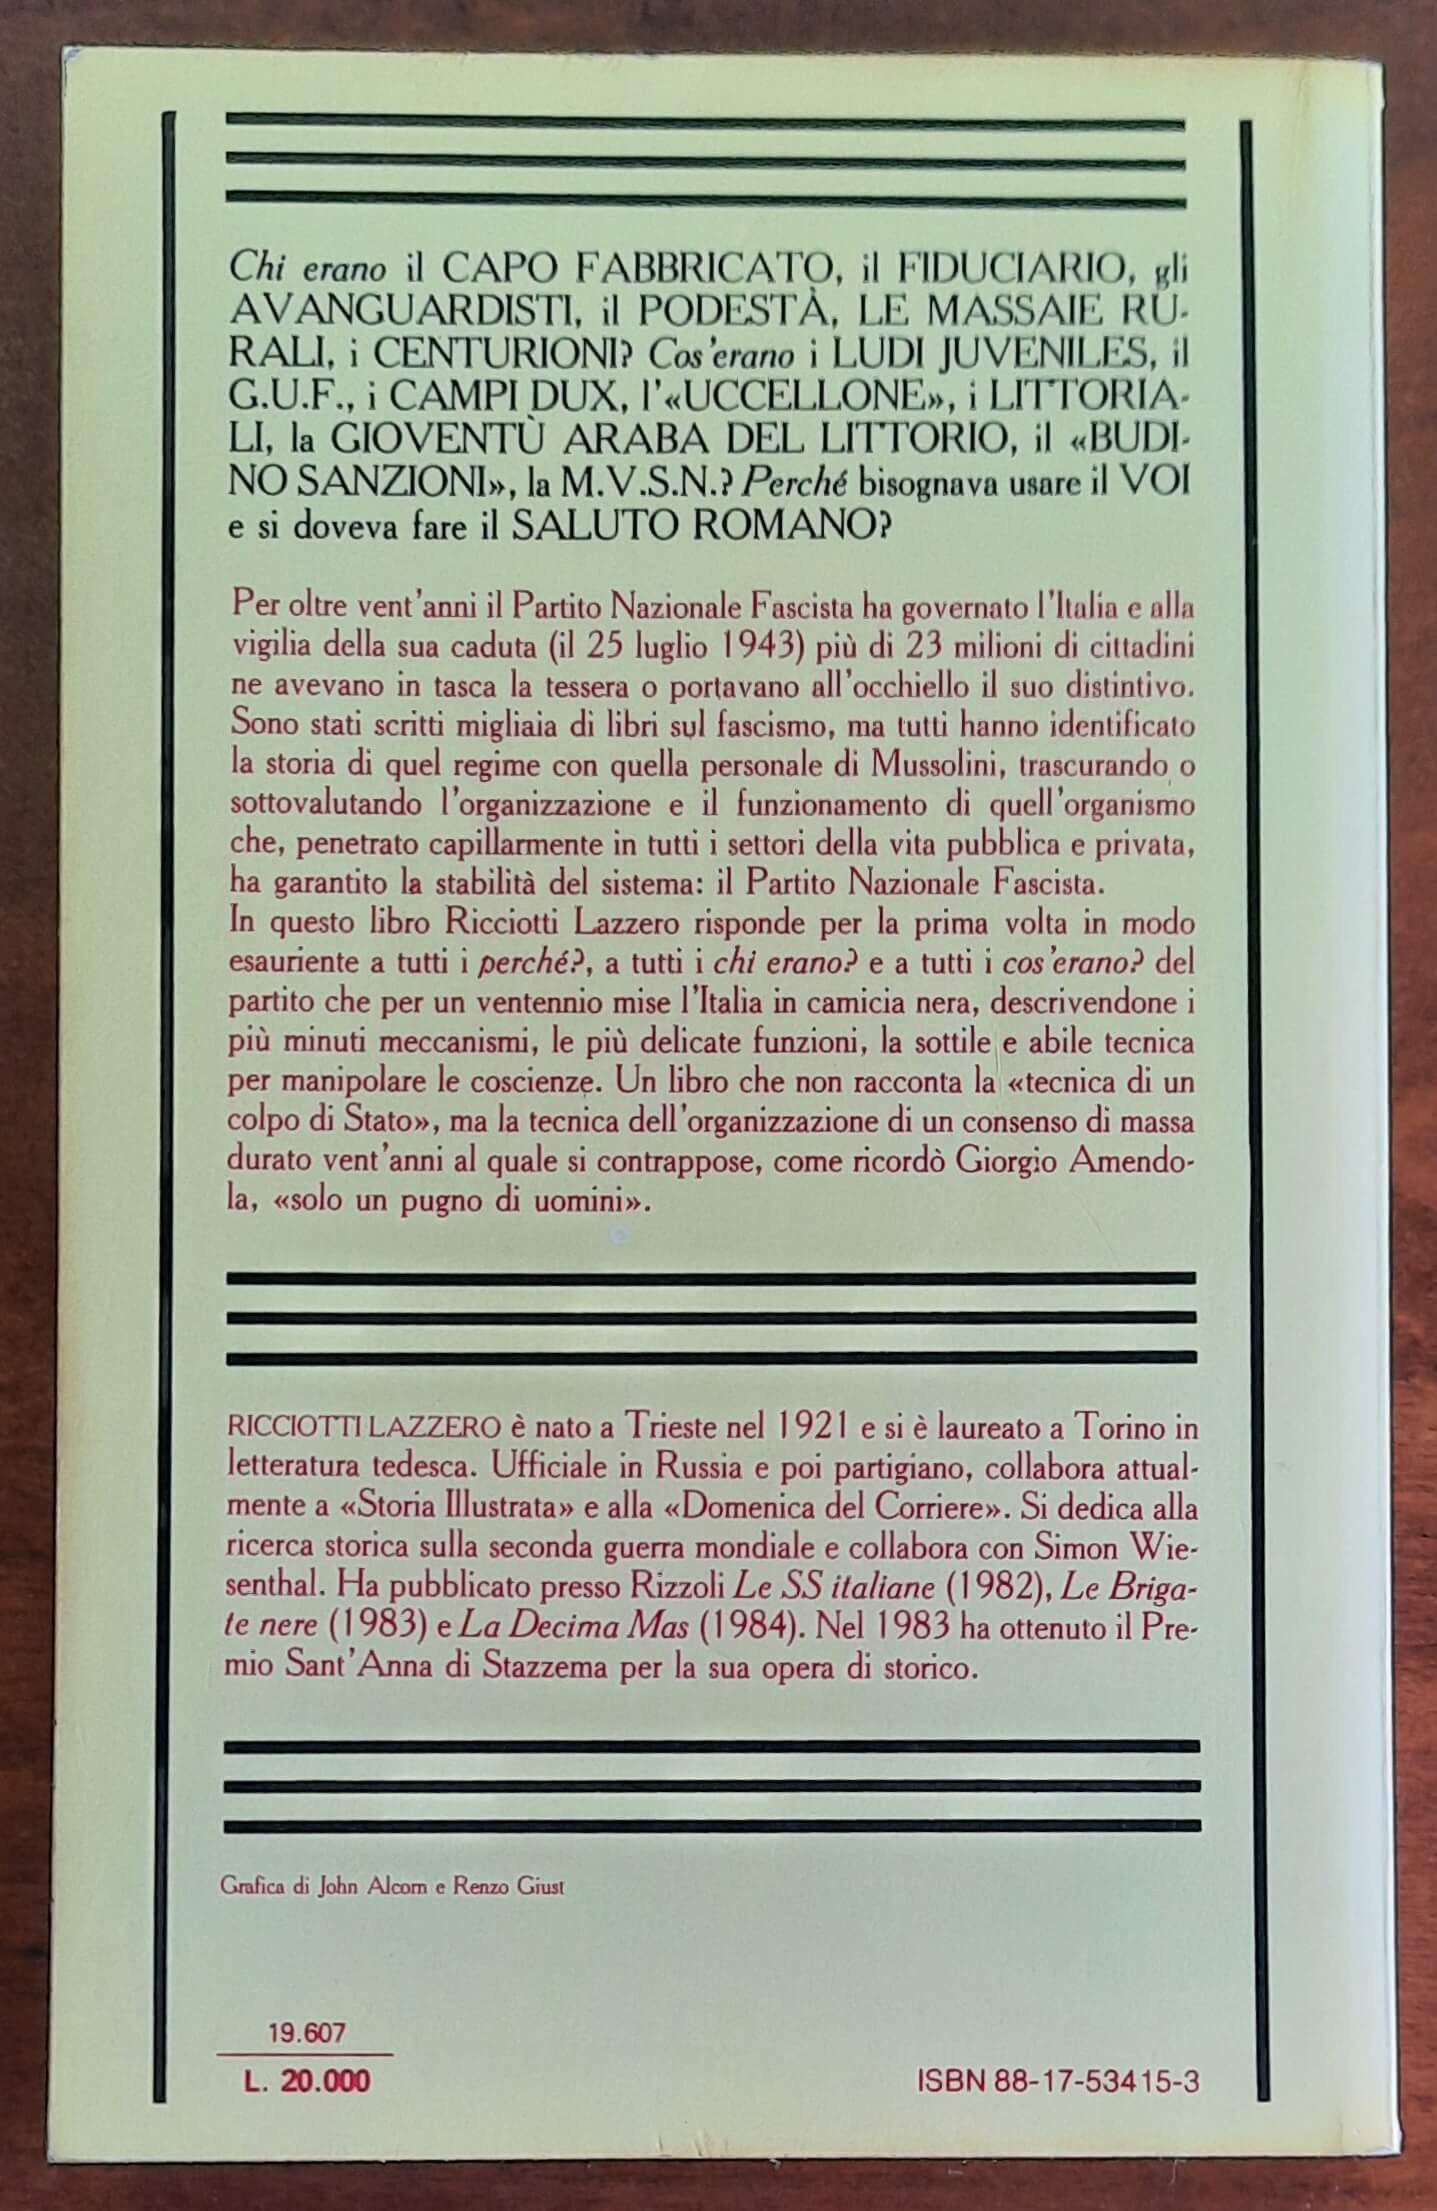 Chi erano il CAPO FABBRICATO, il FIDUCIARIO, gli
AVANGUARDISTI, il PODESTÀ, LE MASSAIE RU-
RALI, i CENTURIONI? Cos'erano i LUDI JUVENILES, il
G.U.F., i CAMPI DUX, l'«UCCELLONE», i LITTORIA-
LI, la GIOVENTÙ ARABA DEL LITTORIO, il «BUDI-
NO SANZIONI», la M.V.S.N.? Perché bisognava usare il VOI
e si doveva fare il SALUTO ROMANO?
Per oltre vent'anni il Partito Nazionale Fascista ha governato l'Italia e alla
vigilia della sua caduta (il 25 luglio 1943) più di 23 milioni di cittadini
ne avevano in tasca la tessera o portavano all'occhiello il suo distintivo.
Sono stati scritti migliaia di libri sul fascismo, ma tutti hanno identificato
la storia di quel regime con quella personale di Mussolini, trascurando o
sottovalutando l'organizzazione e il funzionamento di quell'organismo
che, penetrato capillarmente in tutti i settori della vita pubblica e privata,
ha garantito la stabilità del sistema: il Partito Nazionale Fascista.
In questo libro Ricciotti Lazzero risponde per la prima volta in modo
esauriente a tutti i perché?, a tutti i chi erano? e a tutti i cos'erano? del
partito che per un ventennio mise l'Italia in camicia nera, descrivendone i
più minuti meccanismi, le più delicate funzioni, la sottile e abile tecnica
per manipolare le coscienze. Un libro che non racconta la «tecnica di un
colpo di Stato», ma la tecnica dell'organizzazione di un consenso di massa
durato vent'anni al quale si contrappose, come ricordò Giorgio Amendo-
la, «solo un pugno di uomini».
RICCIOTTI LAZZERO è nato a Trieste nel 1921 e si è laureato a Torino in
letteratura tedesca. Ufficiale in Russia e poi partigiano, collabora attual-
mente a «Storia Illustrata» e alla «Domenica del Corriere». Si dedica alla
ricerca storica sulla seconda guerra mondiale e collabora con Simon Wie-
senthal. Ha pubblicato presso Rizzoli Le SS italiane (1982), Le Briga-
te nere (1983) e La Decima Mas (1984). Nel 1983 ha ottenuto il Pre-
mio Sant'Anna di Stazzema per la sua opera di storico.
Grafica di John Alcorn e Renzo Giust
19.607
L. 20.000
ISBN 88-17-53415-3